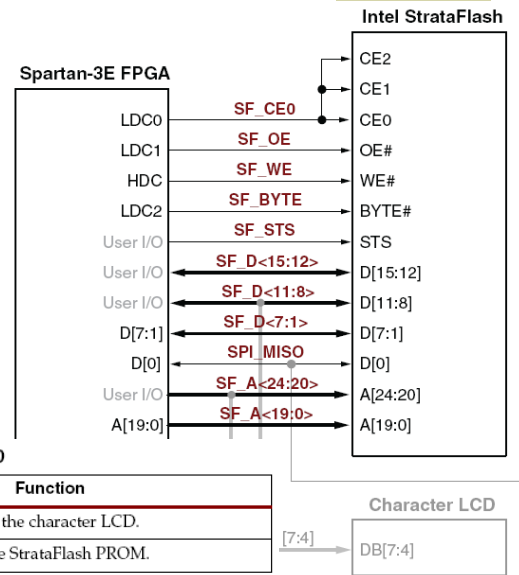 Intel StrataFlash
Spartan-3E FPGA
CE2
CE1
LDC0 SF_CE0 CE0
LDC1 SF_OE OE#
HDC SF_WE WE#
LDC2 SF_BYTE BYTE#
User I/O SF_STS STS
User I/O SF_D<15:12> D[15:12]
User I/O SF_D<11:8> D[11:8]
D[7:1] SF_D<7:1> D[7:1]
D[0] SPI_MISO D[0]
User I/O SF_A<24:20> A[24:20]
A[19:0] SF_A<19:0> A[19:0]
Function
the character LCD.
StrataFlash PROM.
Character LCD
[7:4] DB[7:4]